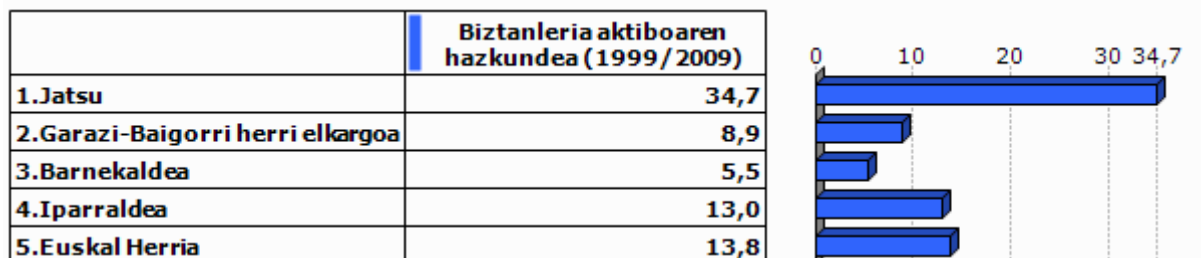 Biztanleria aktiboaren
hazkundea (1999/2009)
0 10 20 30 34,7
1.Jatsu 34,7
2.Garazi-Baigorri herri elkargoa 8,9
3.Barnekaldea 5,5
4.Iparraldea 13,0
5.Euskal Herria 13,8